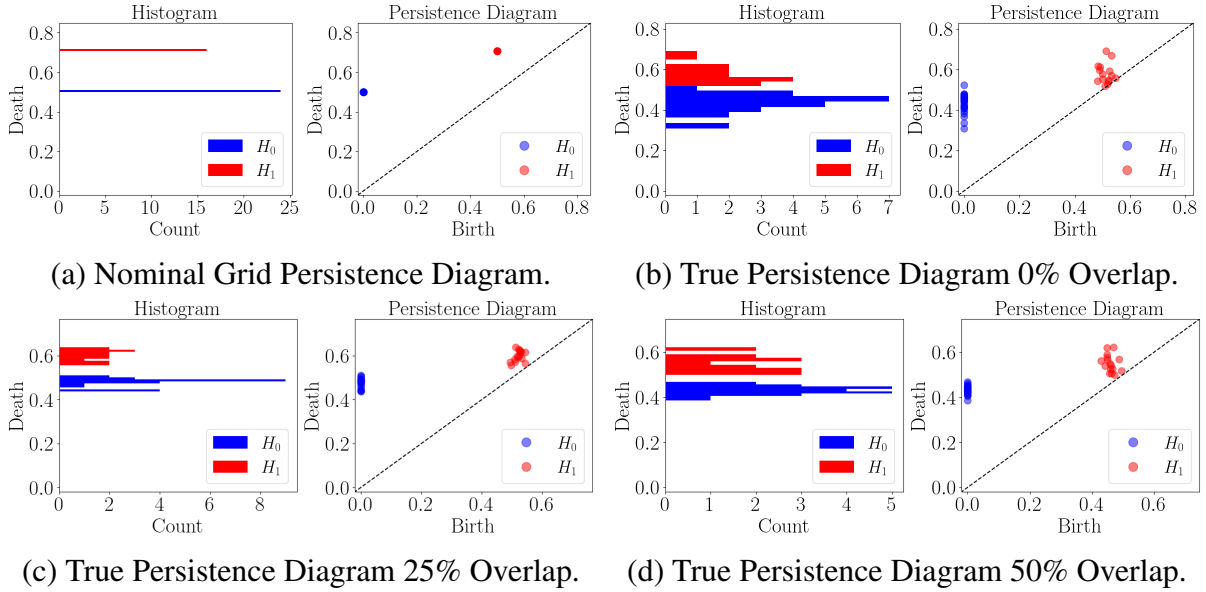 Histogram
Persistence Diagram
Histogram
Persistence Diagram
Death
0.8
0.6
0.4
0.2
0.0
H0
H1
0 5 10 15 20 25
Count
Death
0.8
0.6
0.4
0.2
0.0
H0
H1
0.0 0.2 0.4 0.6 0.8
Birth
Death
0.8
0.6
0.4
0.2
0.0
H0
H1
0 1 2 3 4 5 6 7
Count
Death
0.8
0.6
0.4
0.2
0.0
H0
H1
0.0 0.2 0.4 0.6 0.8
Birth
(a) Nominal Grid Persistence Diagram.
(b) True Persistence Diagram 0% Overlap.
Histogram
Persistence Diagram
Histogram
Persistence Diagram
Death
0.6
0.4
0.2
0.0
H0
H1
0 2 4 6 8
Count
Death
0.6
0.4
0.2
0.0
H0
H1
0.0 0.2 0.4 0.6
Birth
Death
0.6
0.4
0.2
0.0
H0
H1
0 1 2 3 4 5
Count
Death
0.6
0.4
0.2
0.0
H0
H1
0.0 0.2 0.4 0.6
Birth
(c) True Persistence Diagram 25% Overlap.
(d) True Persistence Diagram 50% Overlap.